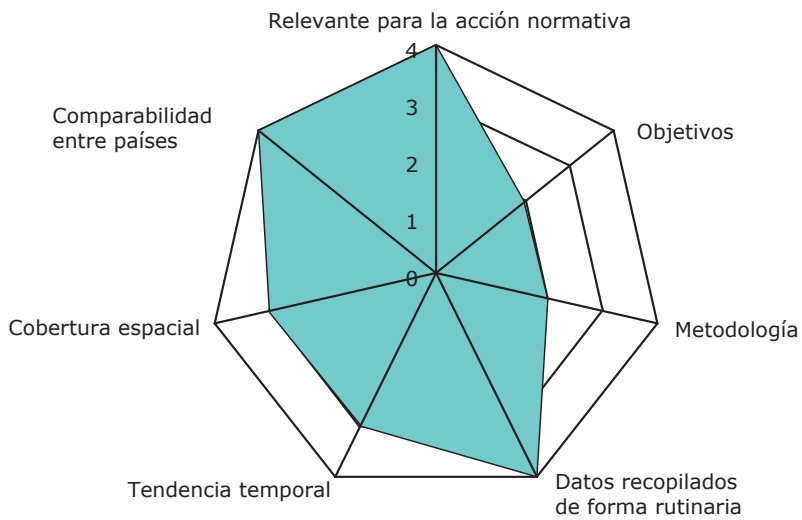 Relevante para la acción normativa
4
Comparabilidad
entre países
3
Objetivos
2
1
0
Cobertura espacial
Metodología
Tendencia temporal
Datos recopilados
de forma rutinaria